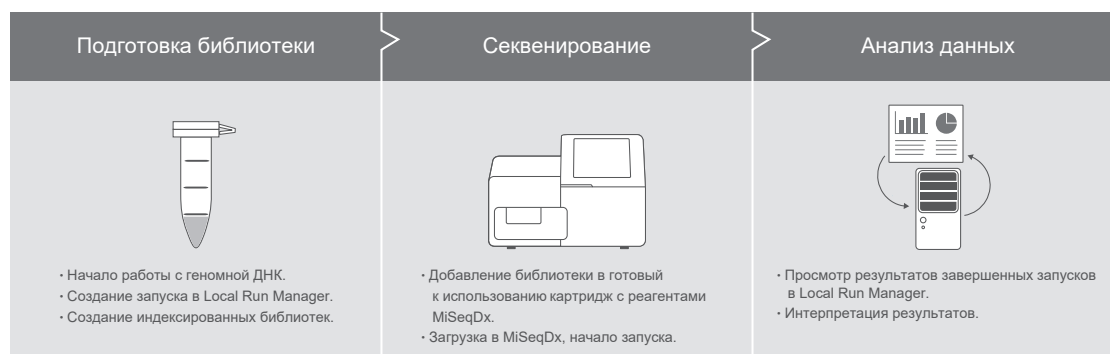 Подготовка библиотеки
Секвенирование
Анализ данных
· Начало работы с геномной ДНК.
· Создание запуска в Local Run Manager.
· Создание индексированных библиотек.
· Добавление библиотеки в готовый
к использованию картридж с реагентами
MiSeqDx.
· Загрузка в MiSeqDx, начало запуска.
· Просмотр результатов завершенных запусков
в Local Run Manager.
· Интерпретация результатов.